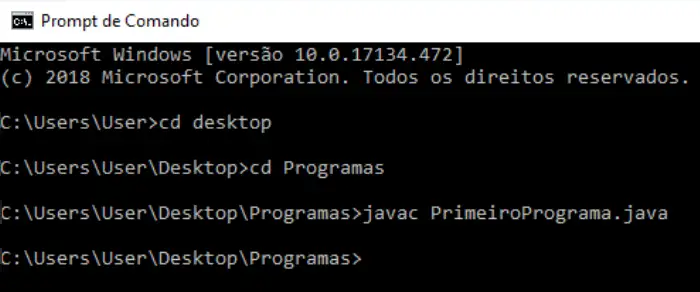 Prompt de Comando
Microsoft Windows [versão 10.0.17134.472]
(c) 2018 Microsoft Corporation. Todos os direitos reservados.
C:\Users\User>cd desktop
C:\Users\User\Desktop>cd Programas
C:\Users\User\Desktop\Programas>javac PrimeiroPrograma.java
C:\Users\User\Desktop\Programas>